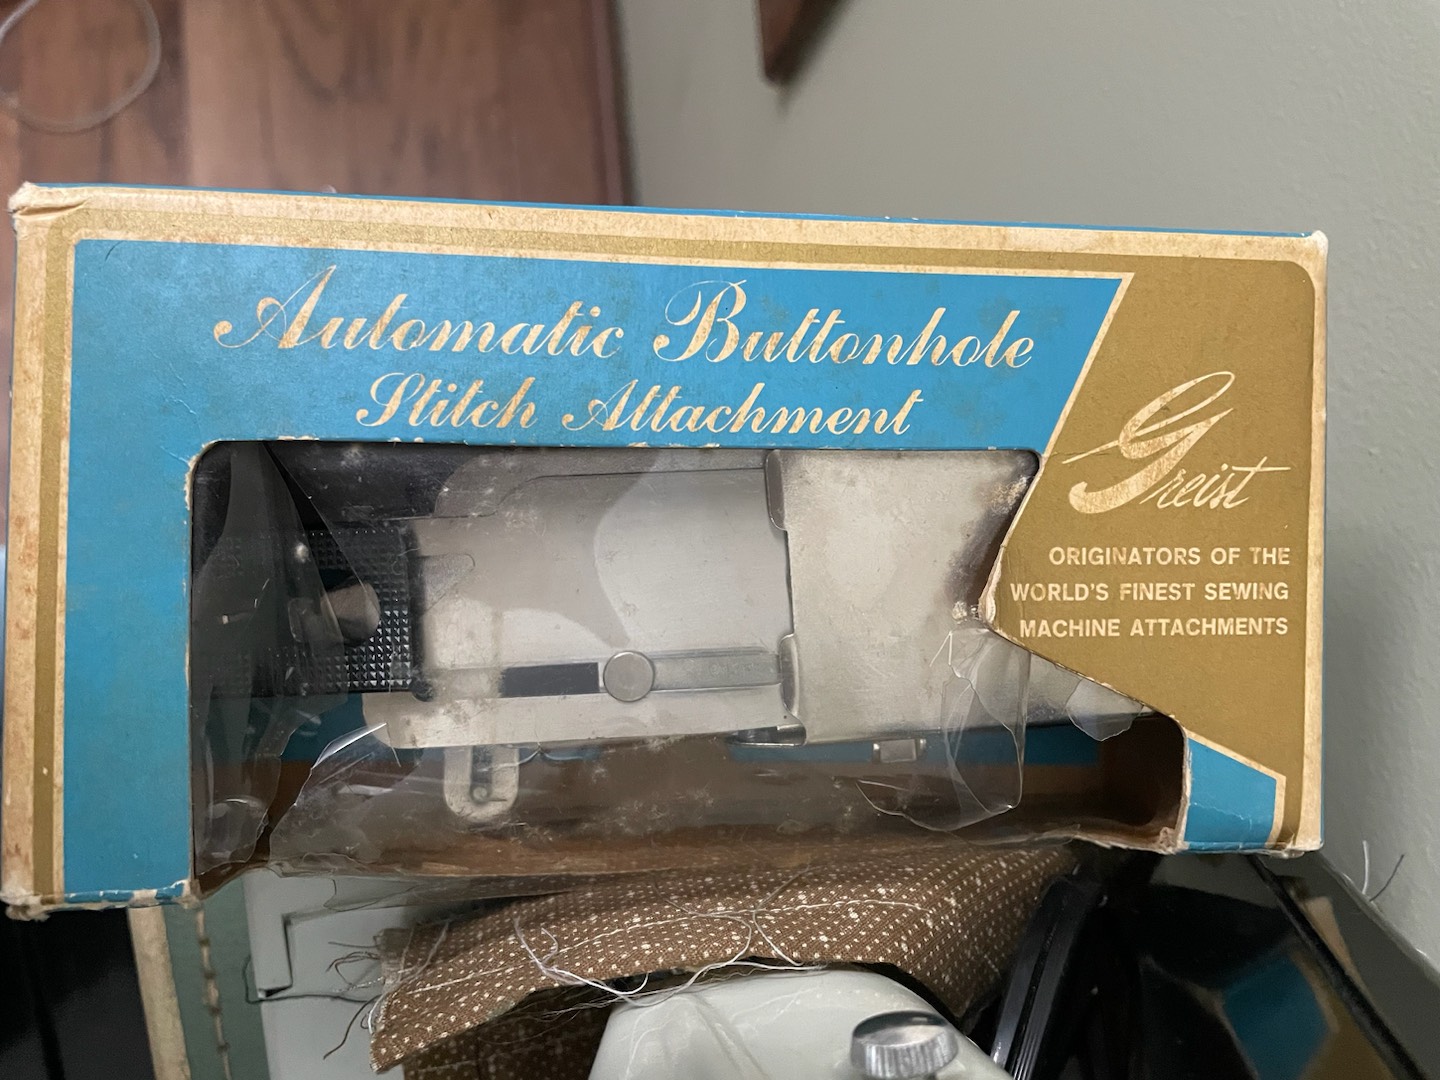 Automatic Buttonhole
Stitch Attachment
Greist
ORIGINATORS OF THE
WORLD'S FINEST SEWING
MACHINE ATTACHMENTS